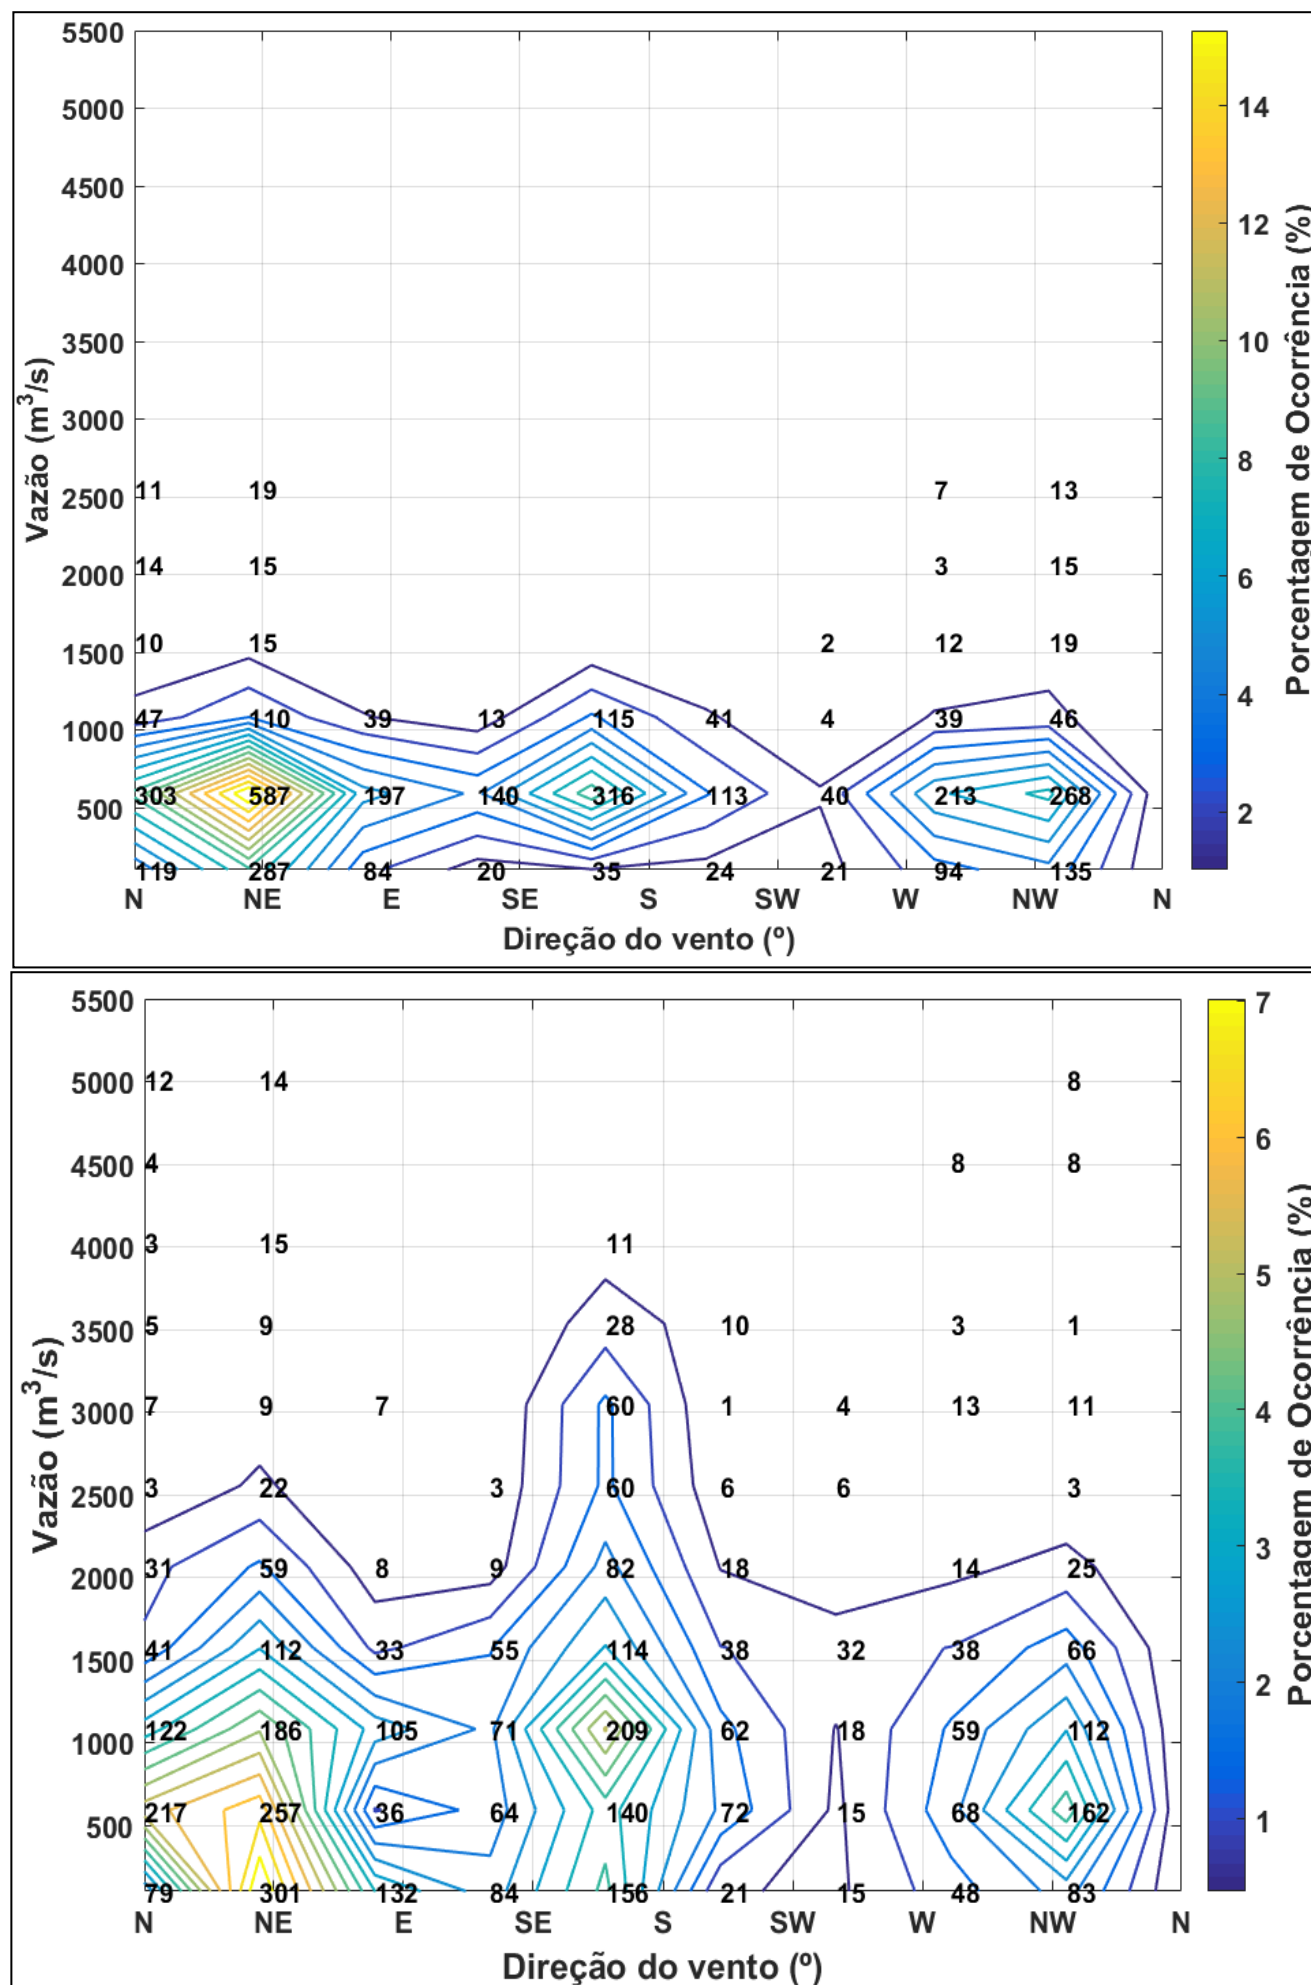 5500
5000
4500
4000
3500
3000
2500
2000
1500
1000
500
Vazão (m³/s)
11 19 7 13
14 15 3 15
10 15 2 12 19
47 110 39 13 115 41 4 39 46
303 587 197 140 316 113 40 213 268
119 287 84 20 35 24 21 94 135
N NE E SE S SW W NW N
Direção do vento (º)
14
12
10
8
6
4
2
Porcentagem de Ocorrência (%)
5500
5000
4500
4000
3500
3000
2500
2000
1500
1000
500
Vazão (m³/s)
12 14 8
4 8 8
3 15 11
5 9 28 10 3 1
7 9 7 60 1 4 13 11
3 22 3 60 6 6 3
31 59 8 9 82 18 14 25
41 112 33 55 114 38 32 38 66
122 186 105 71 209 62 18 59 112
217 257 36 64 140 72 15 68 162
79 301 132 84 156 21 15 48 83
N NE E SE S SW W NW N
Direção do vento (º)
7
6
5
4
3
2
1
Porcentagem de Ocorrência (%)